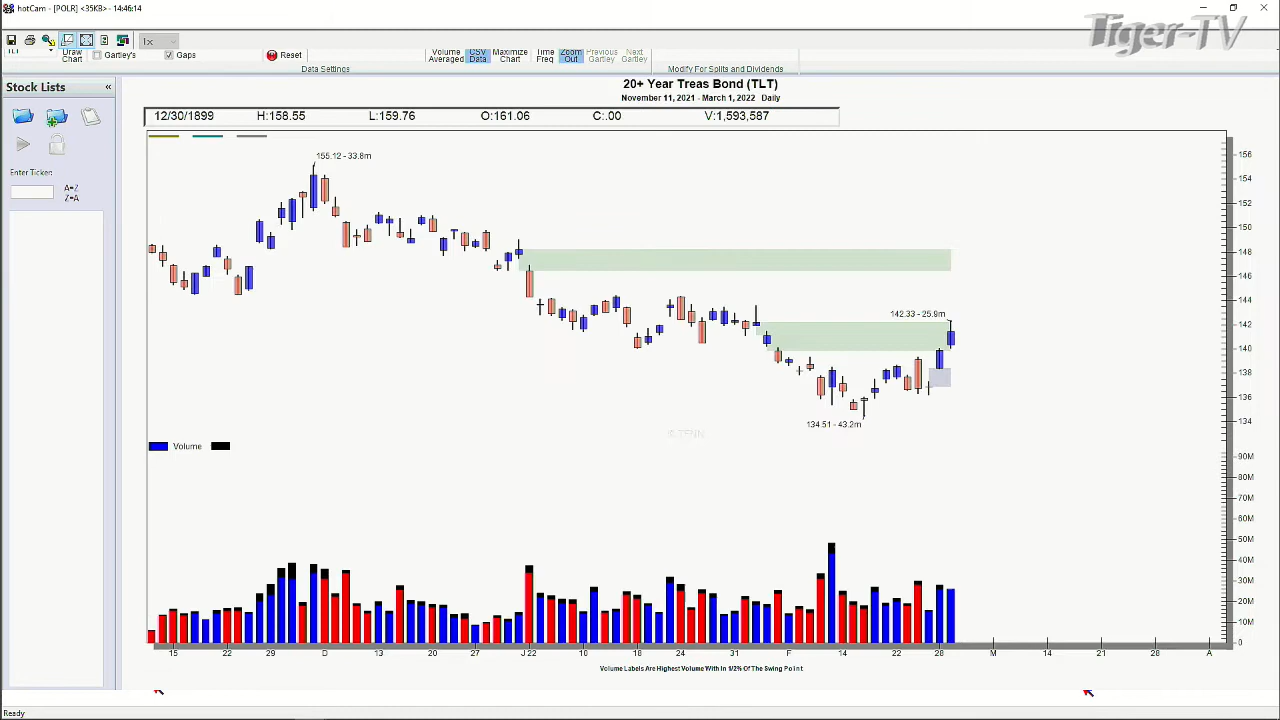 hotCam - [POLR] <35KB> - 14:46:14
Tiger-TV
1x
TLT
Draw
Chart
Gartley's
Gaps
Reset
Volume
Averaged
CSV
Data
Maximize
Chart
Time
Freq
Zoom
Out
Previous
Gartley
Next
Gartley
Data Settings
Modify For Splits and Dividends
Stock Lists «
Enter Ticker:
A=Z
Z=A
20+ Year Treas Bond (TLT)
November 11, 2021 - March 1, 2022 Daily
12/30/1899 H:158.55 L:159.76 O:161.06 C:.00 V:1,593,587
155.12 - 33.8m
142.33 - 25.9m
134.51 - 43.2m
156
154
152
150
148
146
144
142
140
138
136
134
Volume
90M
80M
70M
60M
50M
40M
30M
20M
10M
0
15 22 29 D 13 20 27 J 22 10 18 24 31 F 14 22 28 M 14 21 28 A
Volume Labels Are Highest Volume With In 1/2% Of The Swing Point
Ready